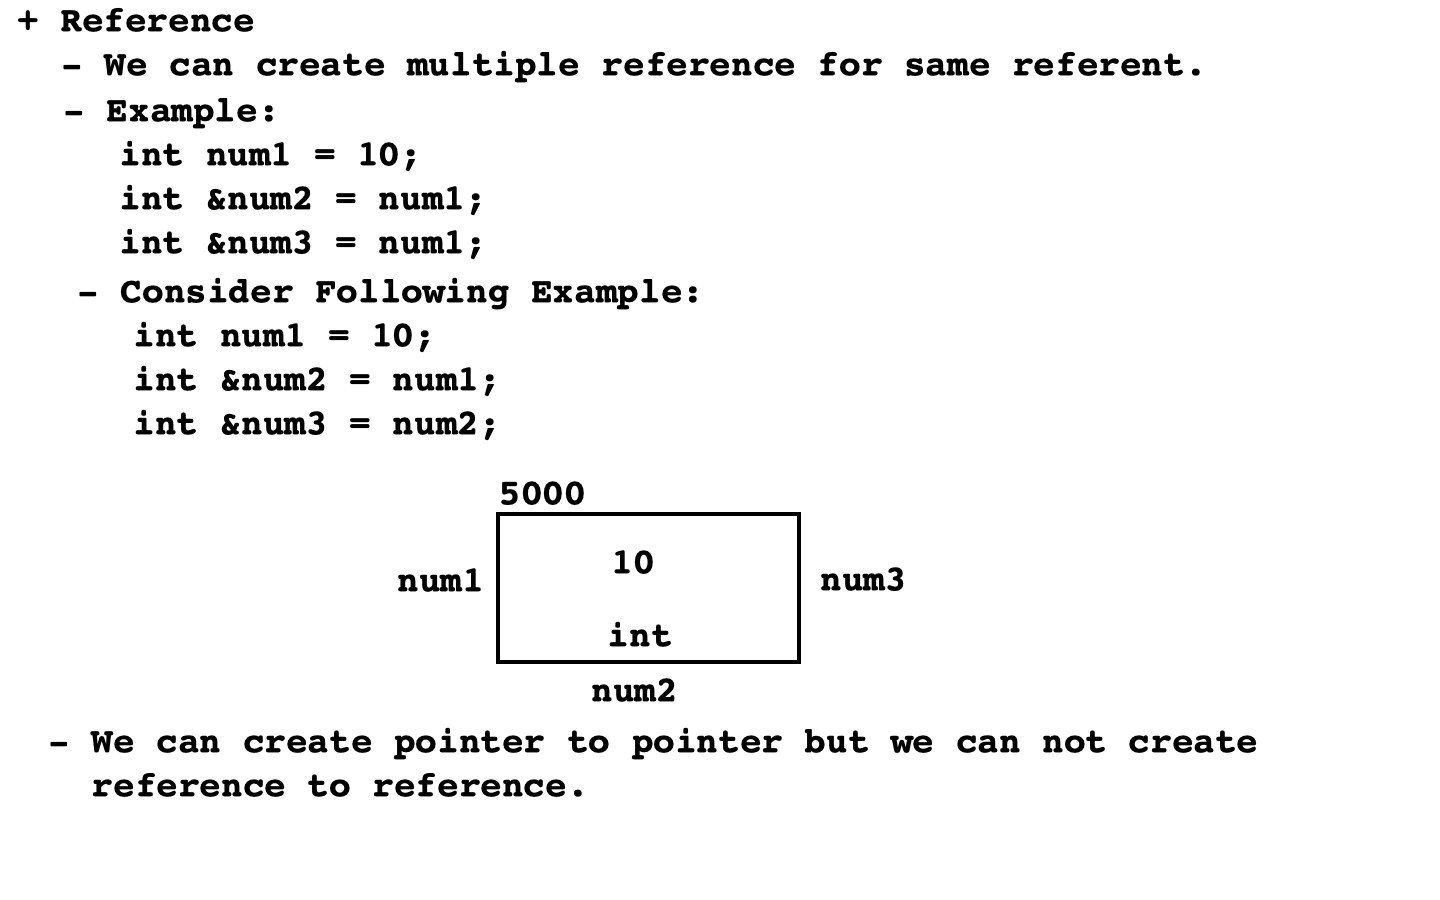 + Reference
- We can create multiple reference for same referent.
- Example:
int num1 = 10;
int &num2 = num1;
int &num3 = num1;
- Consider Following Example:
int num1 = 10;
int &num2 = num1;
int &num3 = num2;
5000
10
num1
num3
int
num2
- We can create pointer to pointer but we can not create
reference to reference.